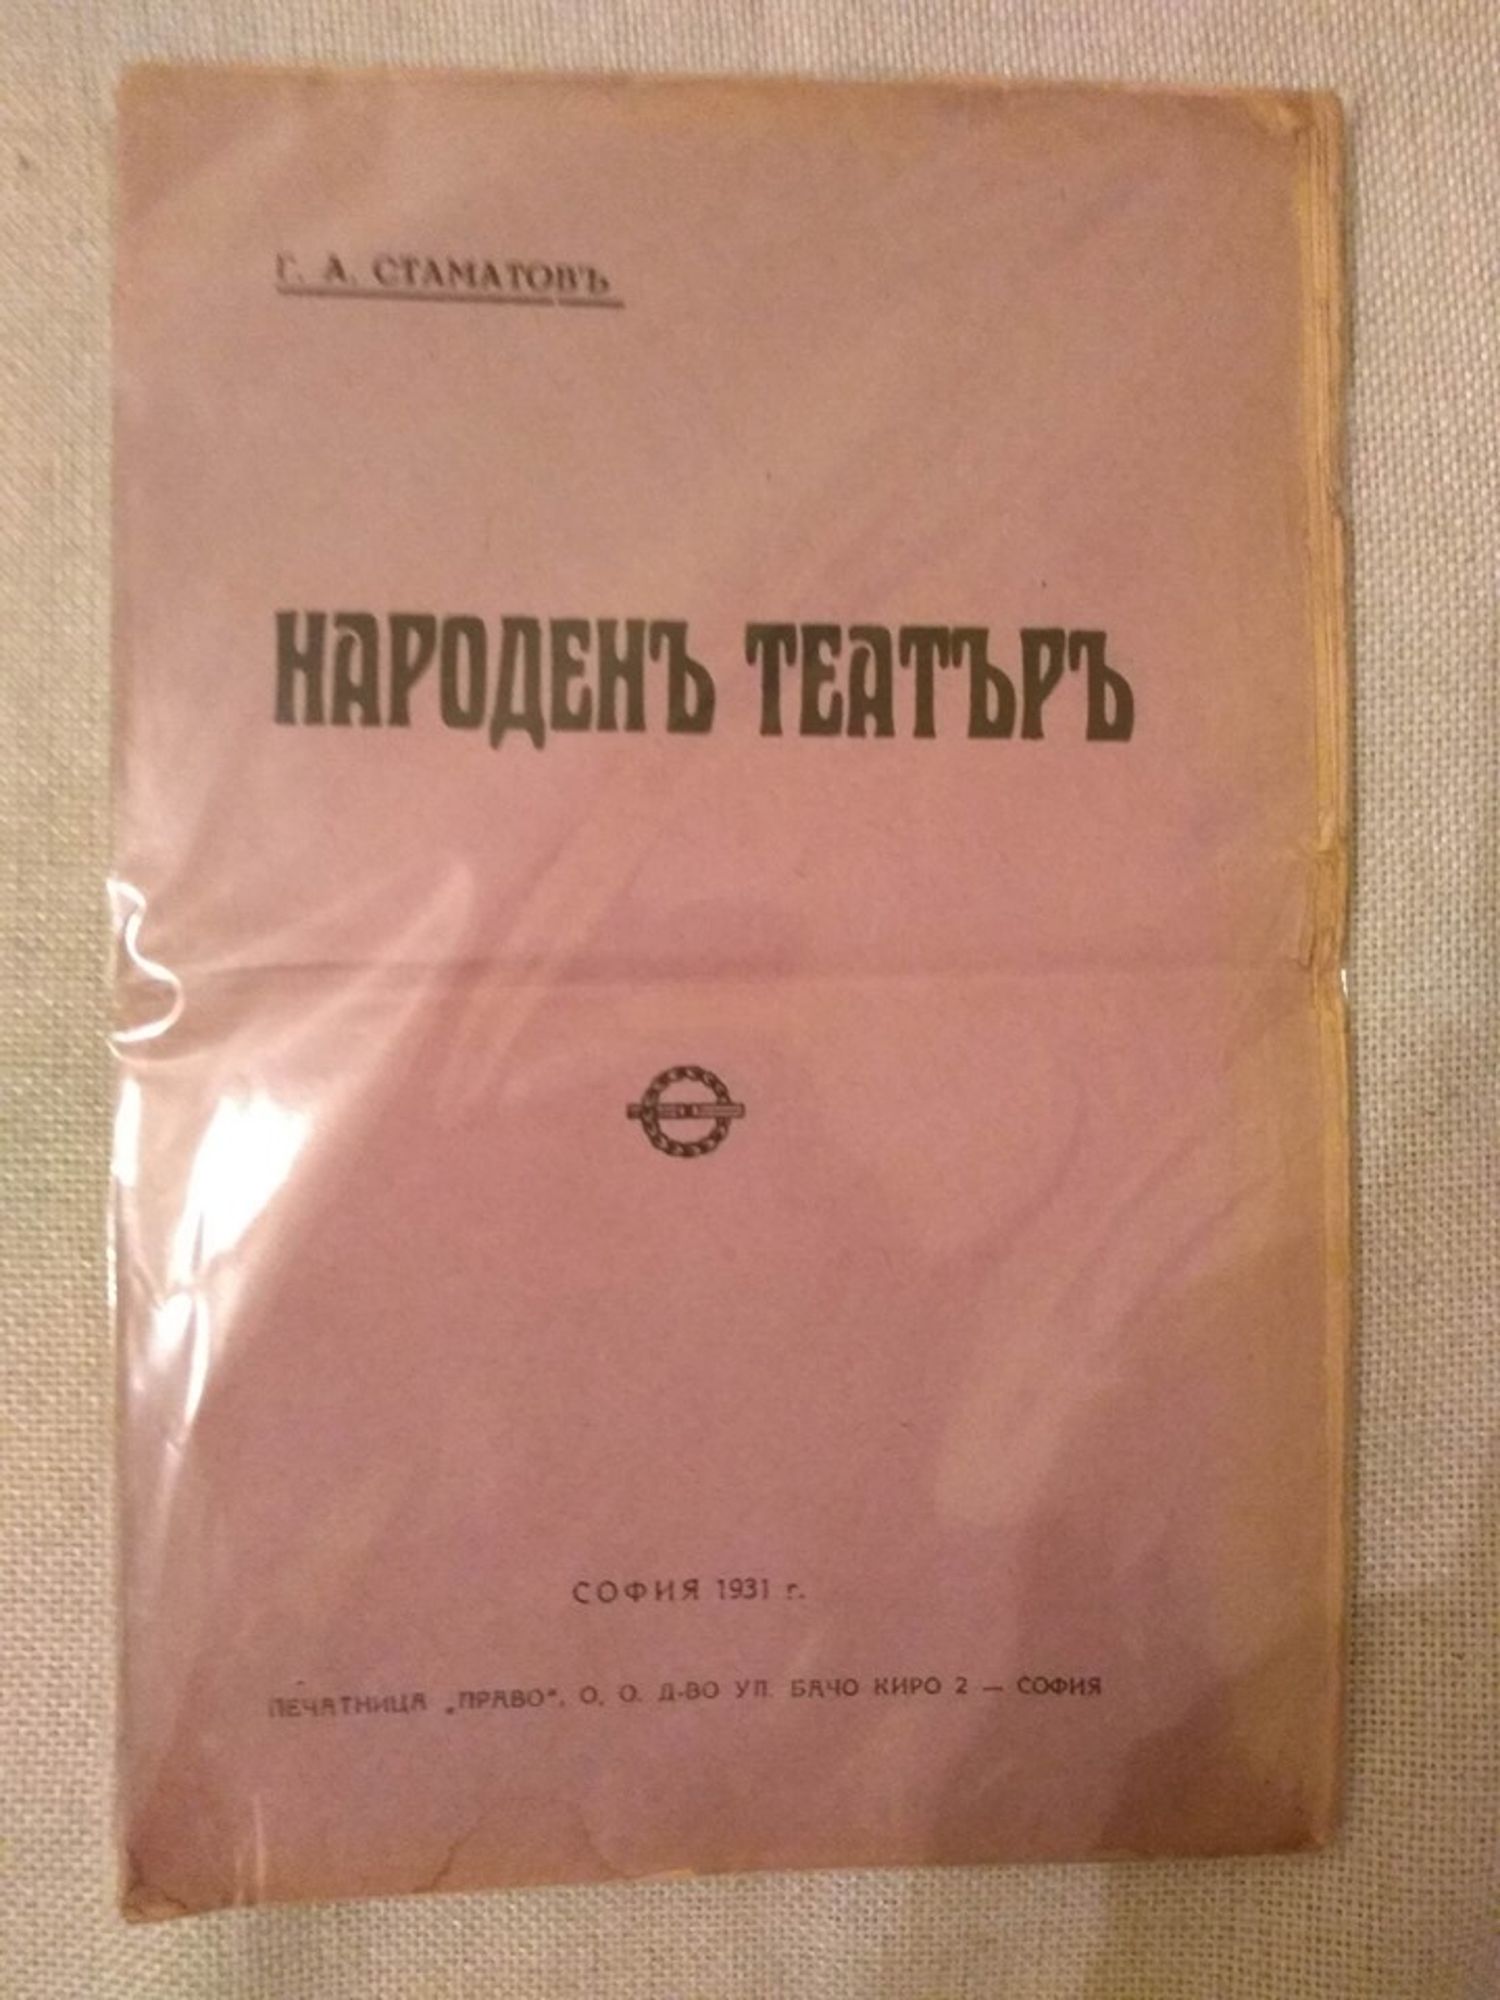 Г. А. СТАМАТОВЪ
НАРОДЕНЪ ТЕАТЪРЪ
СОФИЯ 1931 г.
ПЕЧАТНИЦА „ПРАВО“, О. О. Д-ВО УЛ. БАЧО КИРО 2 — СОФИЯ